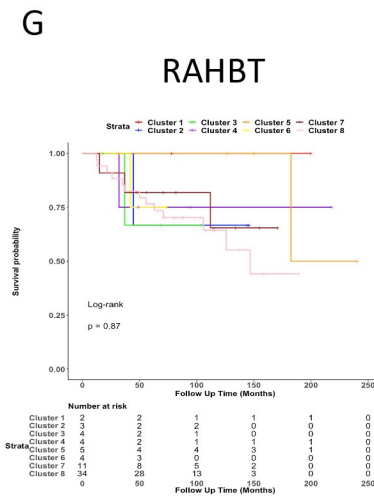 G
RAHBT
Strata Cluster 1 Cluster 3 Cluster 5 Cluster 7
Cluster 2 Cluster 4 Cluster 6 Cluster 8
Survival probability
1.00
0.75
0.50
0.25
0.00
Log-rank
p = 0.87
0 50 100 150 200 250
Follow Up Time (Months)
Number at risk
Strata
Cluster 1 2 2 1 1 1 0
Cluster 2 3 2 2 0 0 0
Cluster 3 4 2 1 0 0 0
Cluster 4 4 2 1 1 1 0
Cluster 5 5 4 4 3 1 0
Cluster 6 4 3 0 0 0 0
Cluster 7 11 8 5 2 0 0
Cluster 8 34 28 13 3 0 0
0 50 100 150 200 250
Follow Up Time (Months)